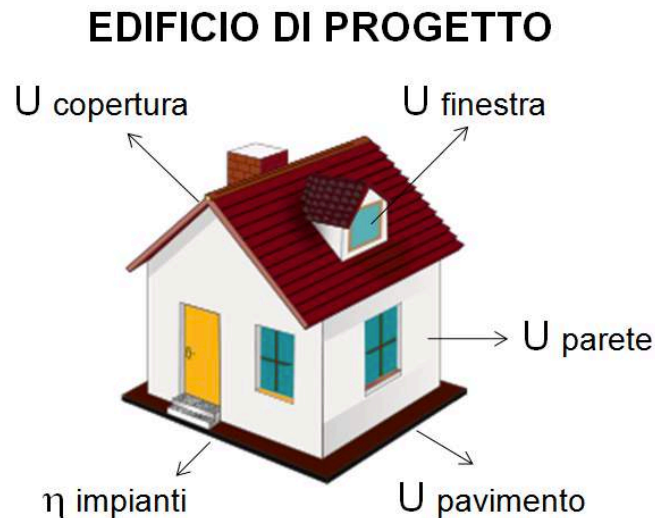 EDIFICIO DI PROGETTO
U copertura
U finestra
U parete
η impianti
U pavimento